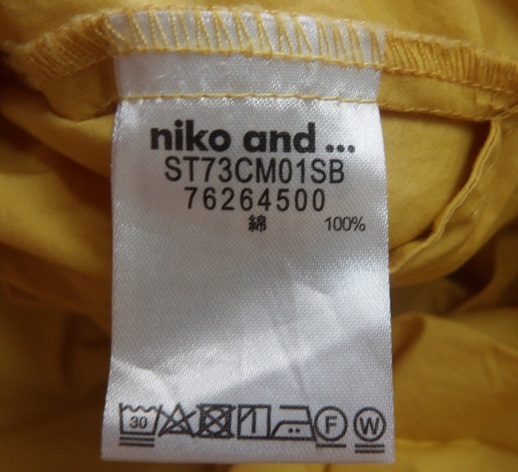 niko and ...
ST73CM01SB
76264500
綿 100%
30 F W